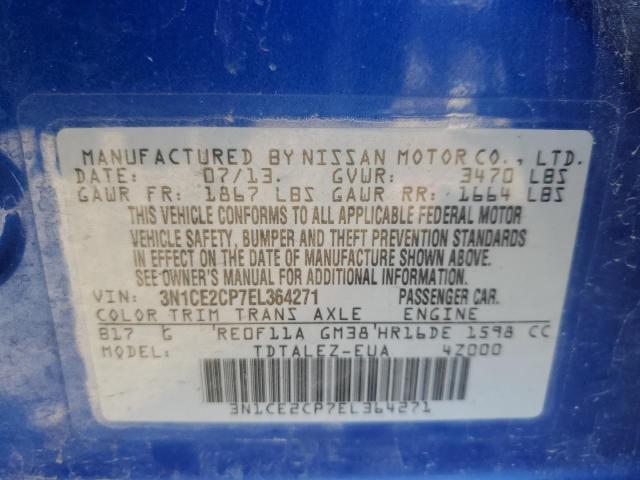 MANUFACTURED BY NISSAN MOTOR CO., LTD.
DATE: 07/13. GVWR: 3470 LBS
GAWR FR: 1867 LBS GAWR RR: 1664 LBS
THIS VEHICLE CONFORMS TO ALL APPLICABLE FEDERAL MOTOR
VEHICLE SAFETY, BUMPER AND THEFT PREVENTION STANDARDS
IN EFFECT ON THE DATE OF MANUFACTURE SHOWN ABOVE.
SEE OWNER'S MANUAL FOR ADDITIONAL INFORMATION.
VIN: 3N1CE2CP7EL364271 PASSENGER CAR.
COLOR TRIM TRANS AXLE ENGINE
B17 G RE0F11A GM38 HR16DE 1598 CC
MODEL: TDTALEZ-EUA 4Z000
3N1CE2CP7EL364271